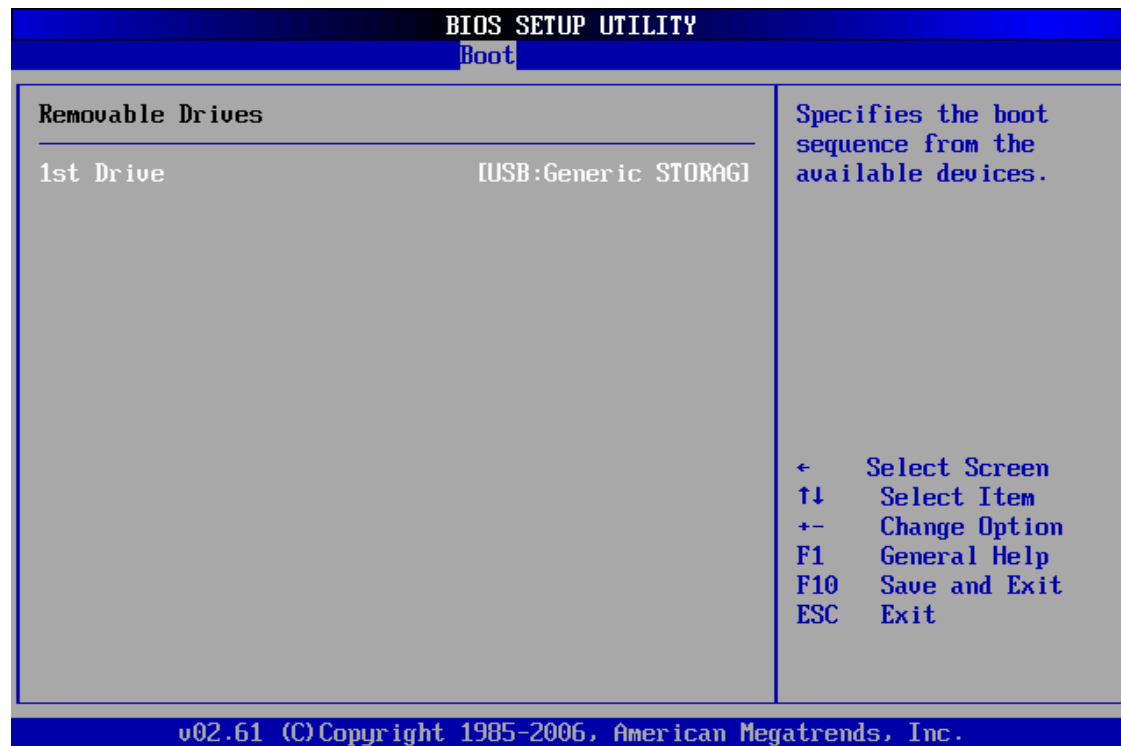 BIOS SETUP UTILITY
Boot
Removable Drives
1st Drive [USB:Generic STORAG]
Specifies the boot
sequence from the
available devices.
← Select Screen
↑↓ Select Item
+- Change Option
F1 General Help
F10 Save and Exit
ESC Exit
v02.61 (C)Copyright 1985-2006, American Megatrends, Inc.